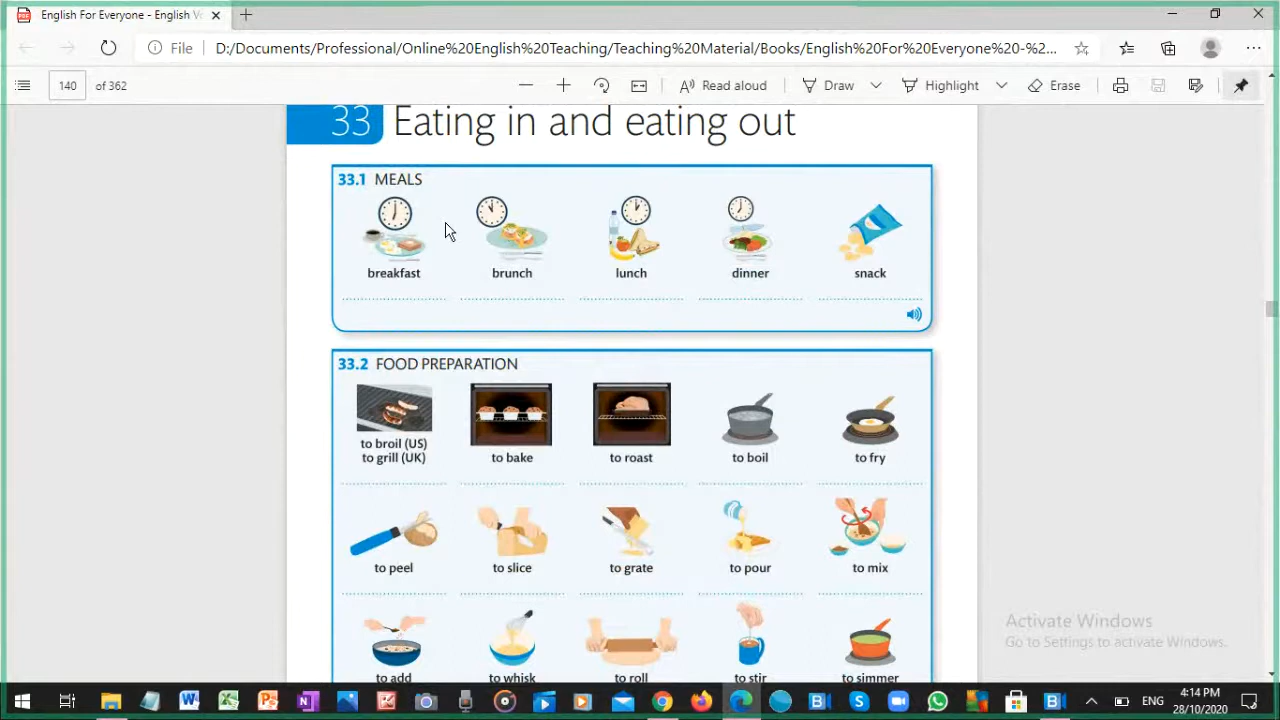 English For Everyone - English Vo
File
D:/Documents/Professional/Online%20English%20Teaching/Teaching%20Material/Books/English%20For%20Everyone%20-%2...
140 of 362
Read aloud
Draw
Highlight
Erase
33 Eating in and eating out
33.1 MEALS
breakfast brunch lunch dinner snack
33.2 FOOD PREPARATION
to broil (US)
to grill (UK)
to bake to roast to boil to fry
to peel to slice to grate to pour to mix
to add to whisk to roll to stir to simmer
Activate Windows
Go to Settings to activate Windows.
ENG
4:14 PM
28/10/2020